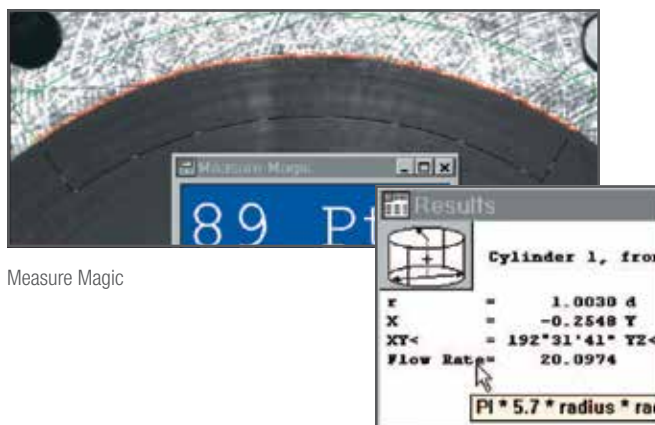 Measure Magic
89 Pt
Measure Magic
Results
Cylinder 1, fro
r = 1.0030 d
X = -0.2548 Y
XY< = 192°31'41" YZ<
Flow Rate= 20.0974
PI * 5.7 * radius * rad